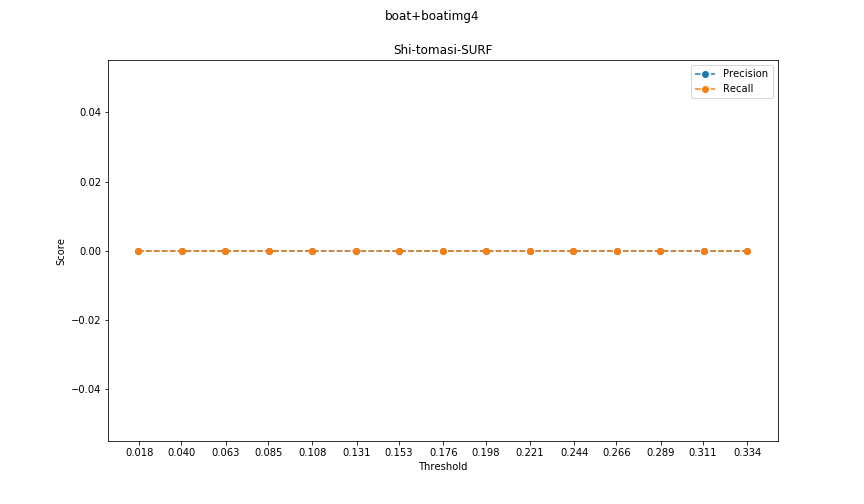 boat+boatimg4
Shi-tomasi-SURF
Precision
Recall
0.04
0.02
0.00
−0.02
−0.04
Score
0.018 0.040 0.063 0.085 0.108 0.131 0.153 0.176 0.198 0.221 0.244 0.266 0.289 0.311 0.334
Threshold